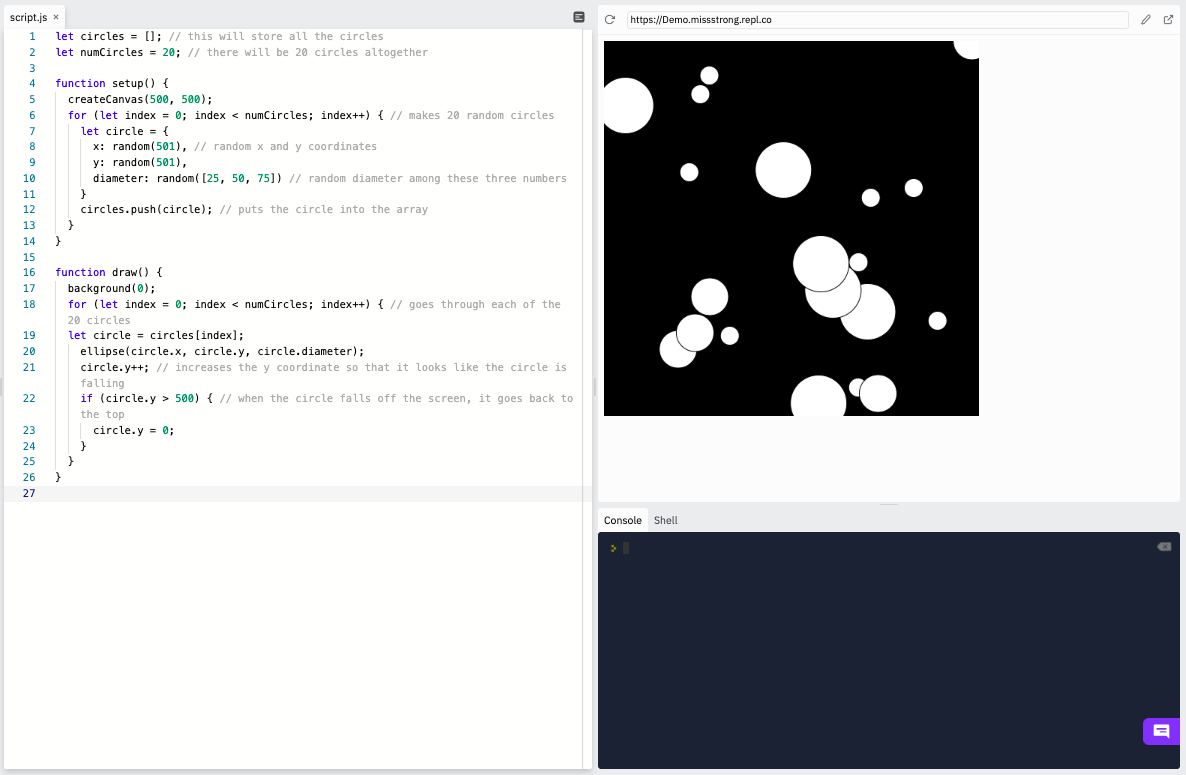 script.js ×
1 let circles = []; // this will store all the circles
2 let numCircles = 20; // there will be 20 circles altogether
3
4 function setup() {
5 createCanvas(500, 500);
6 for (let index = 0; index < numCircles; index++) { // makes 20 random circles
7 let circle = {
8 x: random(501), // random x and y coordinates
9 y: random(501),
10 diameter: random([25, 50, 75]) // random diameter among these three numbers
11 }
12 circles.push(circle); // puts the circle into the array
13 }
14 }
15
16 function draw() {
17 background(0);
18 for (let index = 0; index < numCircles; index++) { // goes through each of the
20 circles
19 let circle = circles[index];
20 ellipse(circle.x, circle.y, circle.diameter);
21 circle.y++; // increases the y coordinate so that it looks like the circle is
falling
22 if (circle.y > 500) { // when the circle falls off the screen, it goes back to
the top
23 circle.y = 0;
24 }
25 }
26 }
27
https://Demo.missstrong.repl.co
Console Shell